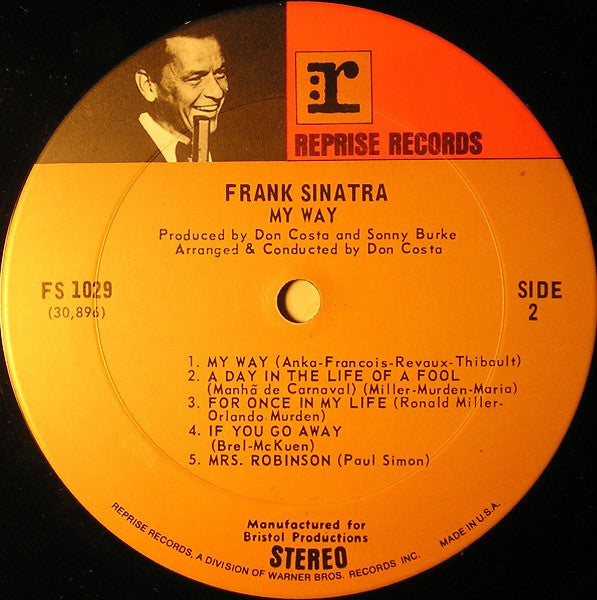 r
REPRISE RECORDS
FRANK SINATRA
MY WAY
Produced by Don Costa and Sonny Burke
Arranged & Conducted by Don Costa
FS 1029
(30,896)
SIDE
2
1. MY WAY (Anka-Francois-Revaux-Thibault)
2. A DAY IN THE LIFE OF A FOOL
(Manhã de Carnaval) (Miller-Murden-Maria)
3. FOR ONCE IN MY LIFE (Ronald Miller-
Orlando Murden)
4. IF YOU GO AWAY
(Brel-McKuen)
5. MRS. ROBINSON (Paul Simon)
Manufactured for
Bristol Productions
STEREO
REPRISE RECORDS, A DIVISION OF WARNER BROS. RECORDS INC.
MADE IN U.S.A.